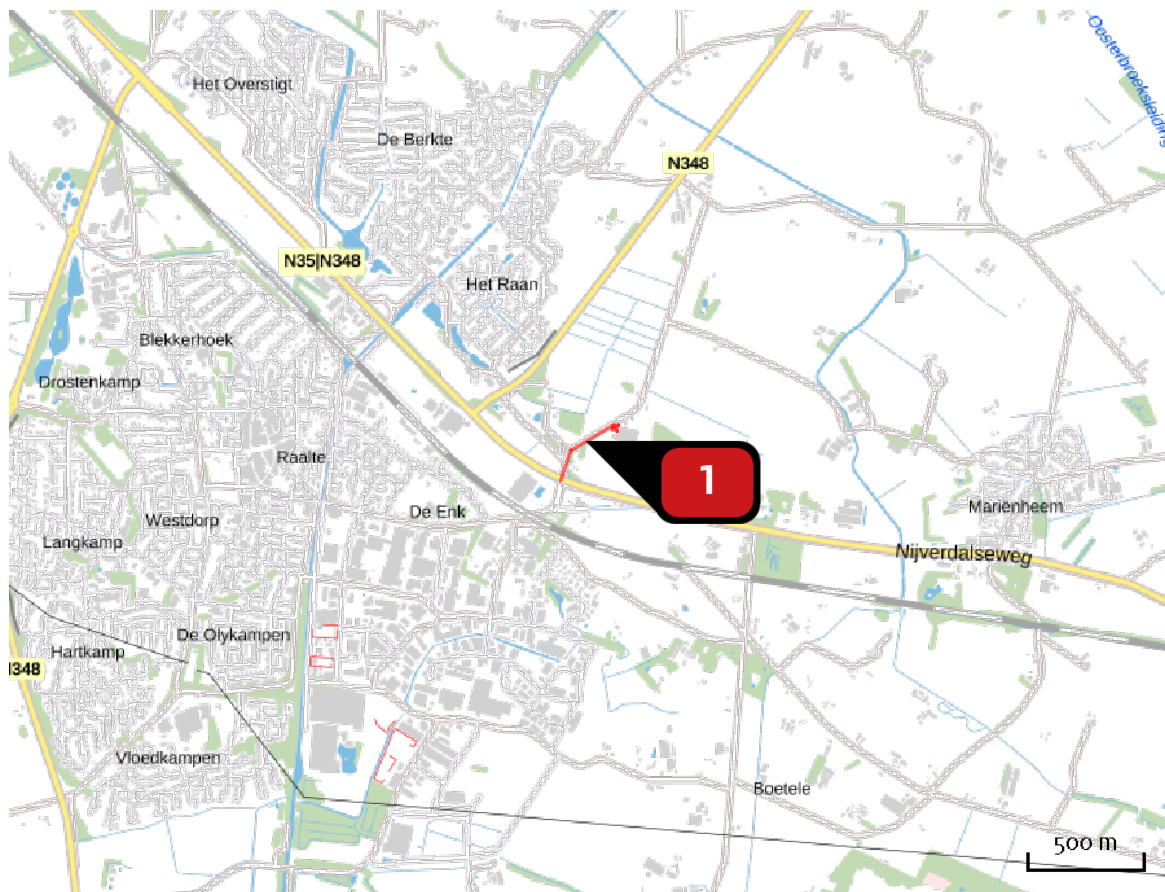 Oosterbroeksleiding
Het Overstigt
De Berkte
N348
N35|N348
Het Raan
Blekkerhoek
Drostenkamp
Raalte
1
De Enk
Westdorp
Mariënheem
Langkamp
Nijverdalseweg
De Olykampen
Hartkamp
N348
Vloedkampen
Boetele
500 m